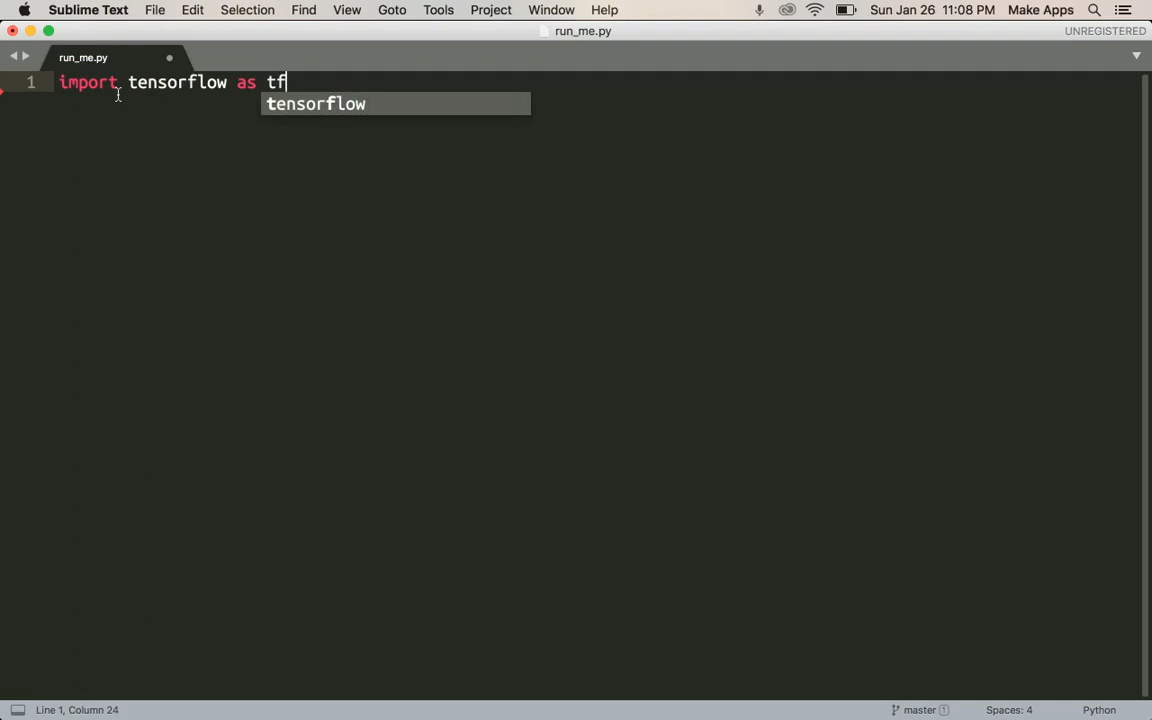 Sublime Text File Edit Selection Find View Goto Tools Project Window Help Sun Jan 26 11:08 PM Make Apps
run_me.py UNREGISTERED
run_me.py
1 import tensorflow as tf
tensorflow
Line 1, Column 24 master 1 Spaces: 4 Python